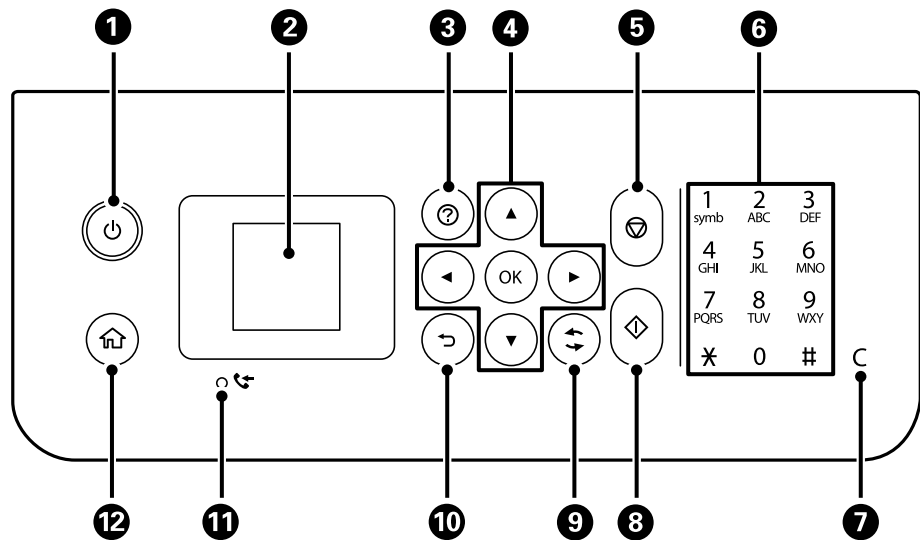 1 2 3 4 5 6
?
OK
1 2 3
symb ABC DEF
4 5 6
GHI JKL MNO
7 8 9
PQRS TUV WXY
* 0 #
C
12 11 10 9 8 7